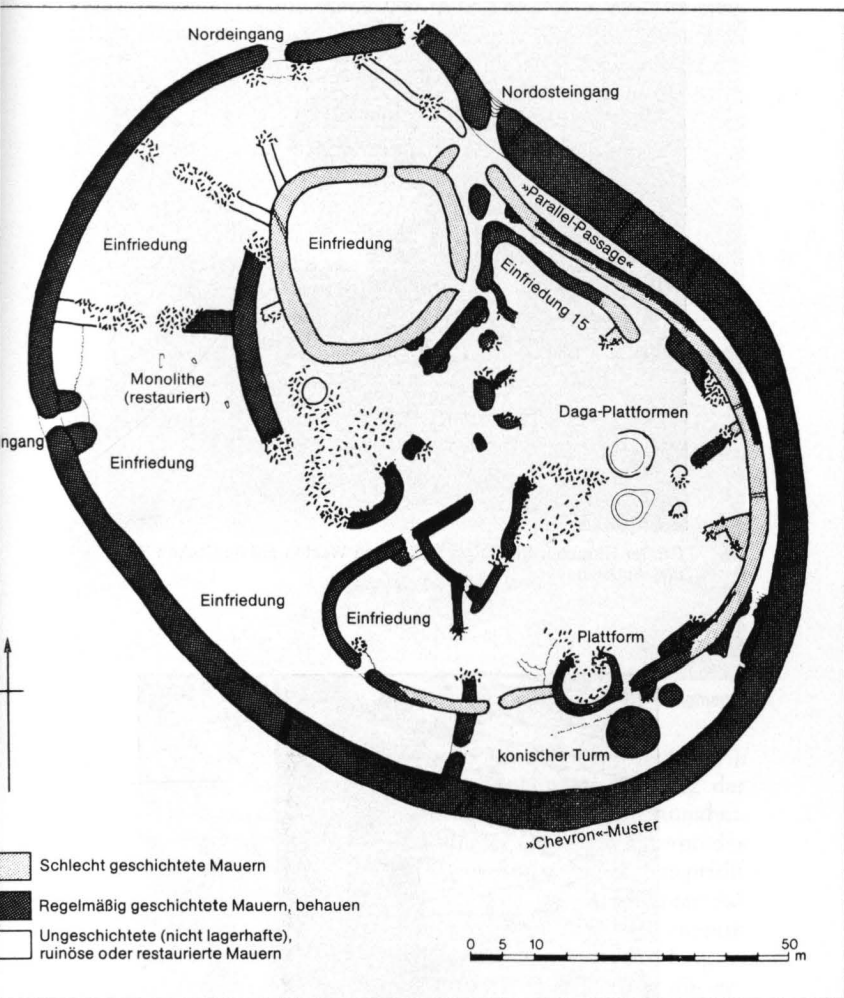 Nordeingang
Nordosteingang
»Parallel-Passage«
Einfriedung
Einfriedung
Einfriedung 15
Monolithe
(restauriert)
Daga-Plattformen
ngang
Einfriedung
Einfriedung
Einfriedung
Plattform
konischer Turm
»Chevron«-Muster
Schlecht geschichtete Mauern
Regelmäßig geschichtete Mauern, behauen
Ungeschichtete (nicht lagerhafte),
ruinöse oder restaurierte Mauern
0 5 10 50
m